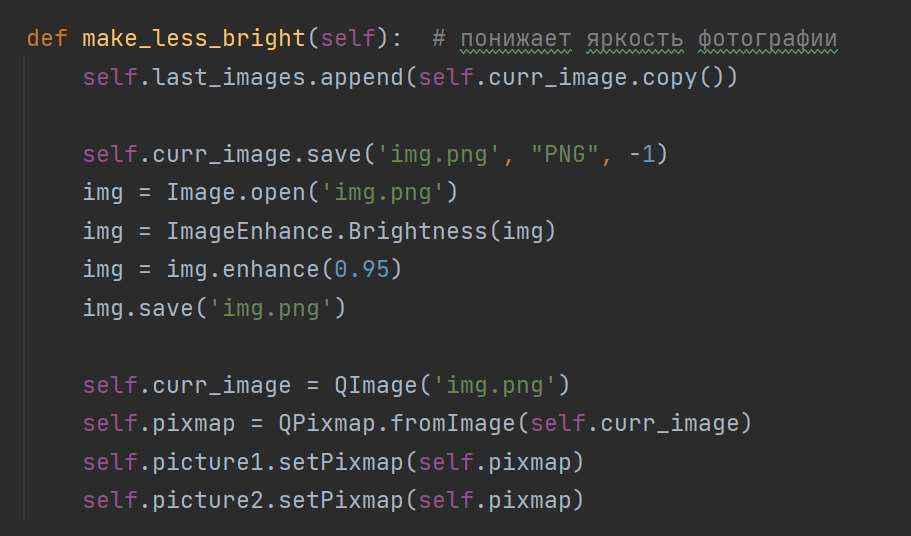 def make_less_bright(self):  # понижает яркость фотографии
    self.last_images.append(self.curr_image.copy())

    self.curr_image.save('img.png', "PNG", -1)
    img = Image.open('img.png')
    img = ImageEnhance.Brightness(img)
    img = img.enhance(0.95)
    img.save('img.png')

    self.curr_image = QImage('img.png')
    self.pixmap = QPixmap.fromImage(self.curr_image)
    self.picture1.setPixmap(self.pixmap)
    self.picture2.setPixmap(self.pixmap)